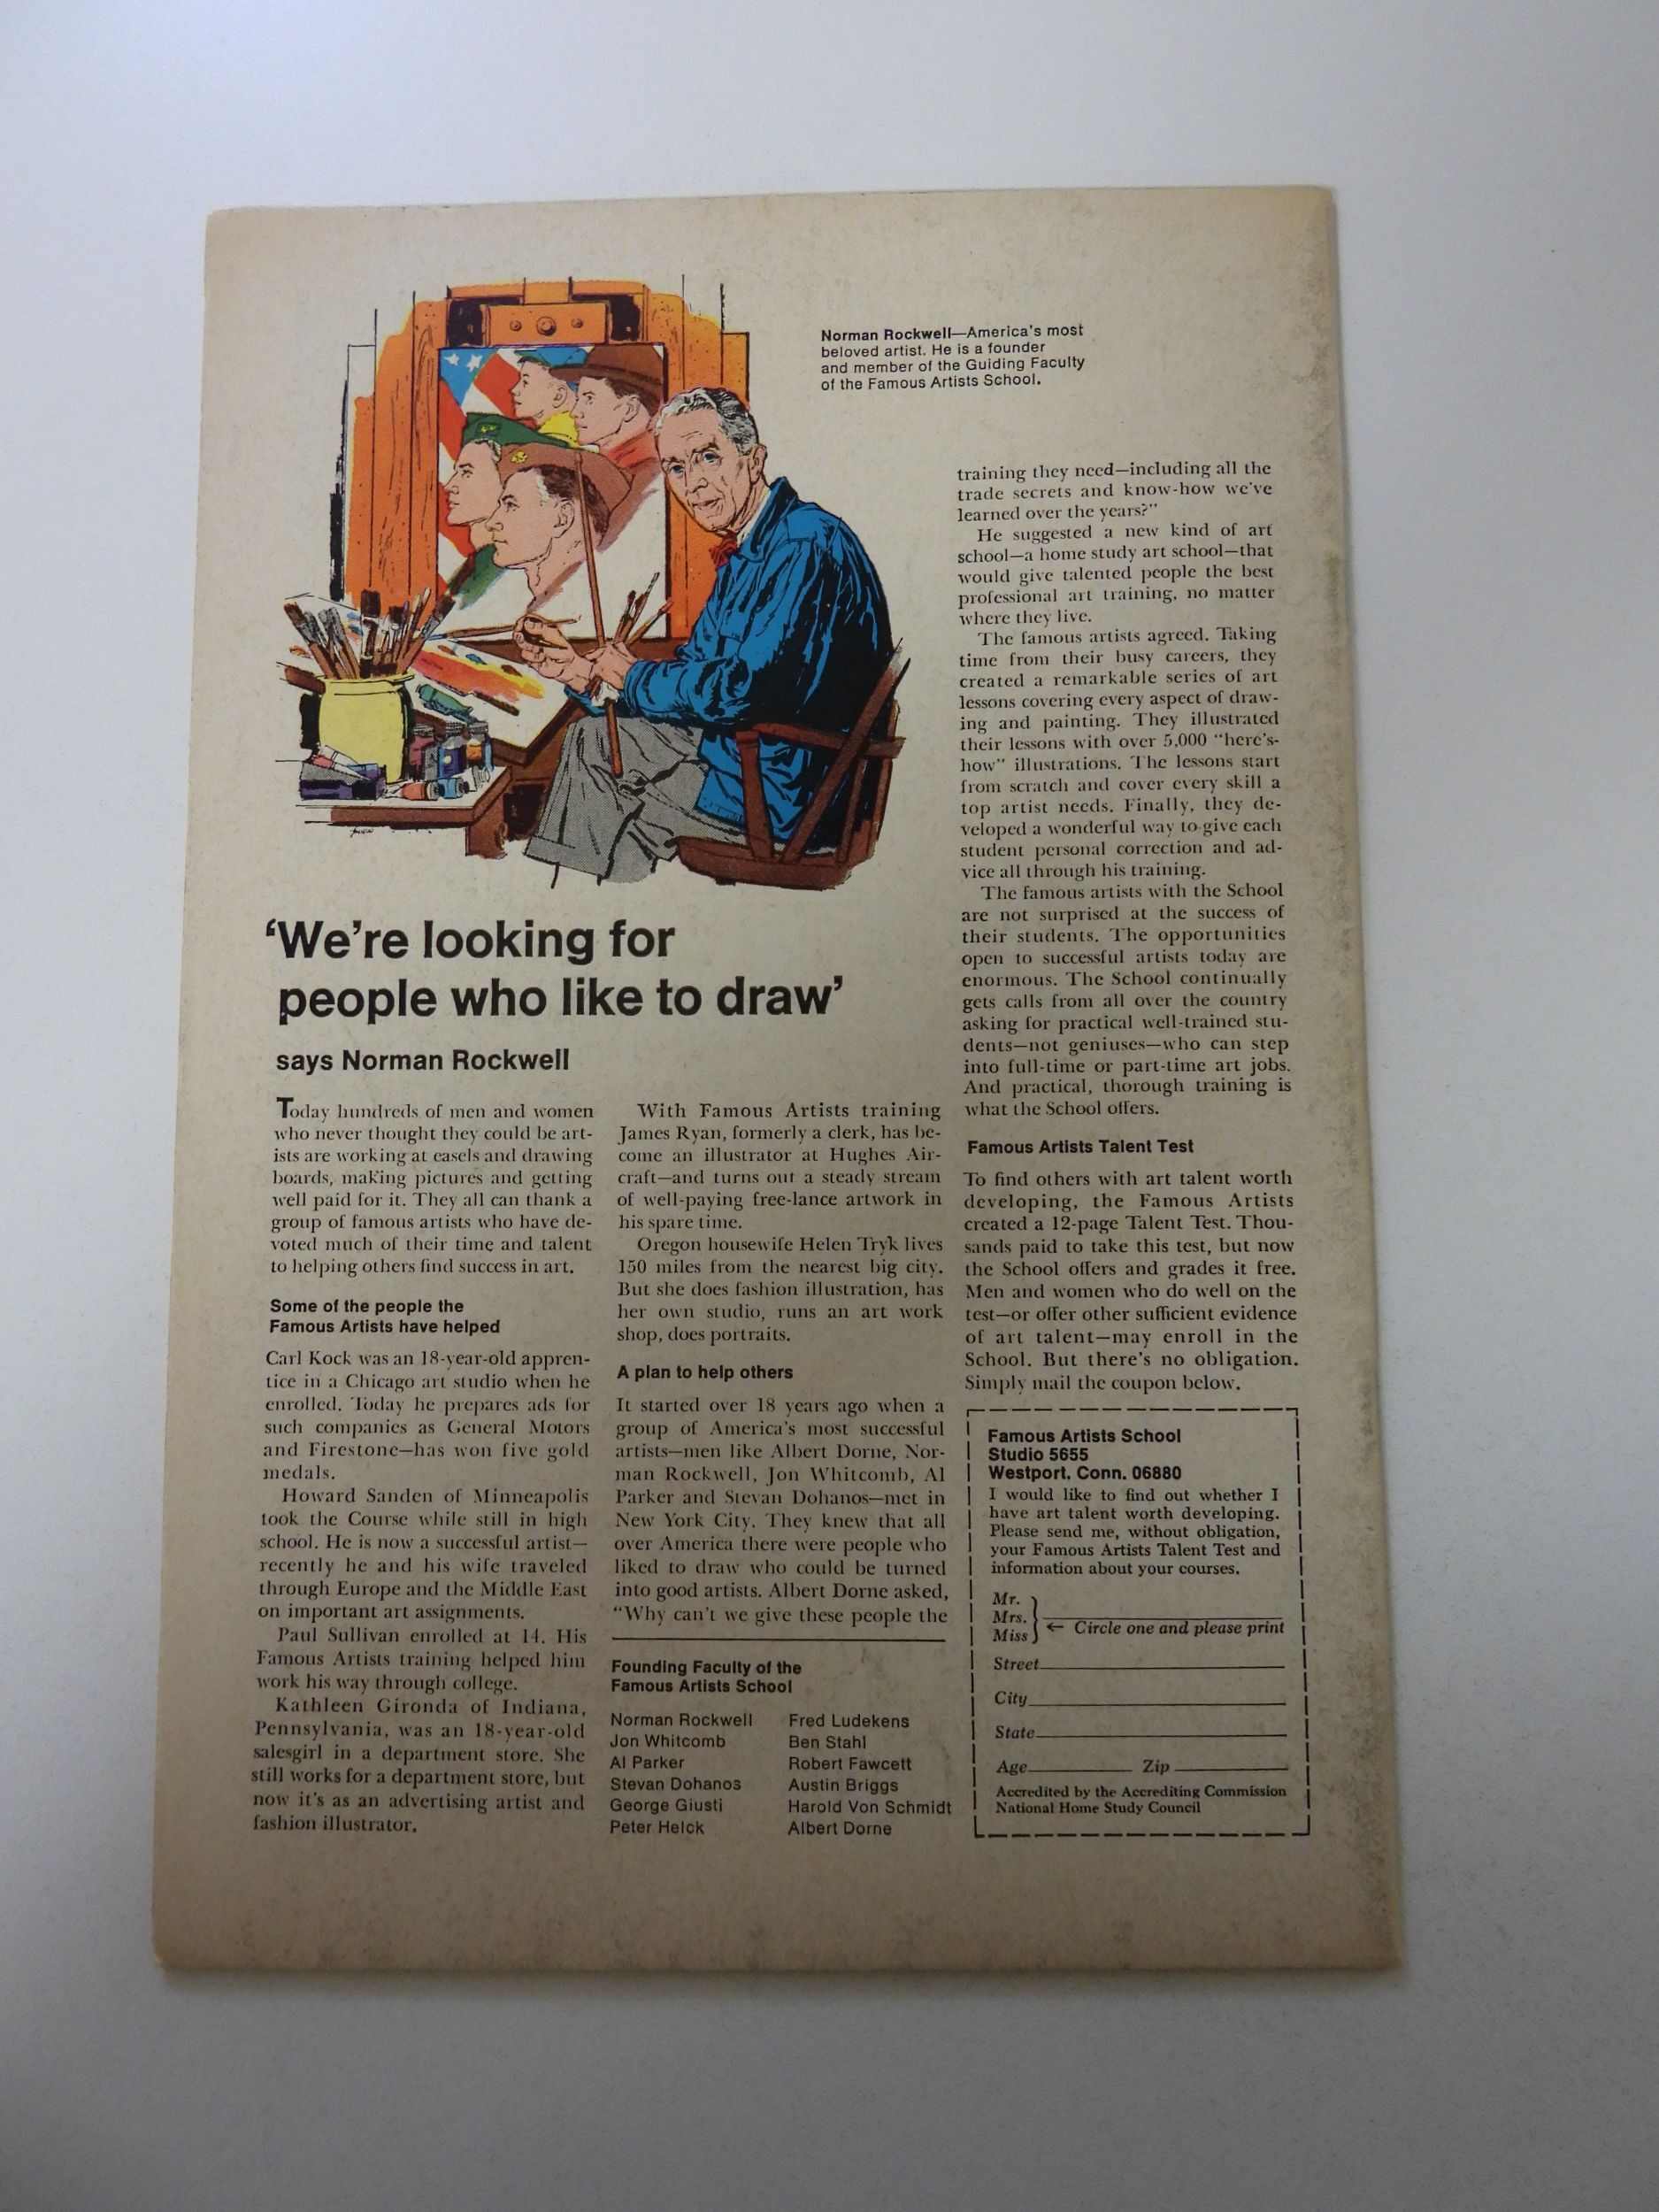 Norman Rockwell—America's most
beloved artist. He is a founder
and member of the Guiding Faculty
of the Famous Artists School.
'We're looking for
people who like to draw'
says Norman Rockwell
Today hundreds of men and women
who never thought they could be art-
ists are working at easels and drawing
boards, making pictures and getting
well paid for it. They all can thank a
group of famous artists who have de-
voted much of their time and talent
to helping others find success in art.
Some of the people the
Famous Artists have helped
Carl Kock was an 18-year-old appren-
tice in a Chicago art studio when he
enrolled. Today he prepares ads for
such companies as General Motors
and Firestone—has won five gold
medals.
Howard Sanden of Minneapolis
took the Course while still in high
school. He is now a successful artist—
recently he and his wife traveled
through Europe and the Middle East
on important art assignments.
Paul Sullivan enrolled at 14. His
Famous Artists training helped him
work his way through college.
Kathleen Gironda of Indiana,
Pennsylvania, was an 18-year-old
salesgirl in a department store. She
still works for a department store, but
now it's as an advertising artist and
fashion illustrator.
With Famous Artists training
James Ryan, formerly a clerk, has be-
come an illustrator at Hughes Air-
craft—and turns out a steady stream
of well-paying free-lance artwork in
his spare time.
Oregon housewife Helen Tryk lives
150 miles from the nearest big city.
But she does fashion illustration, has
her own studio, runs an art work
shop, does portraits.
A plan to help others
It started over 18 years ago when a
group of America's most successful
artists—men like Albert Dorne, Nor-
man Rockwell, Jon Whitcomb, Al
Parker and Stevan Dohanos—met in
New York City. They knew that all
over America there were people who
liked to draw who could be turned
into good artists. Albert Dorne asked,
"Why can't we give these people the
training they need—including all the
trade secrets and know-how we've
learned over the years?"
He suggested a new kind of art
school—a home study art school—that
would give talented people the best
professional art training, no matter
where they live.
The famous artists agreed. Taking
time from their busy careers, they
created a remarkable series of art
lessons covering every aspect of draw-
ing and painting. They illustrated
their lessons with over 5,000 "here's-
how" illustrations. The lessons start
from scratch and cover every skill a
top artist needs. Finally, they de-
veloped a wonderful way to give each
student personal correction and ad-
vice all through his training.
The famous artists with the School
are not surprised at the success of
their students. The opportunities
open to successful artists today are
enormous. The School continually
gets calls from all over the country
asking for practical well-trained stu-
dents—not geniuses—who can step
into full-time or part-time art jobs.
And practical, thorough training is
what the School offers.
Famous Artists Talent Test
To find others with art talent worth
developing, the Famous Artists
created a 12-page Talent Test. Thou-
sands paid to take this test, but now
the School offers and grades it free.
Men and women who do well on the
test—or offer other sufficient evidence
of art talent—may enroll in the
School. But there's no obligation.
Simply mail the coupon below.
Founding Faculty of the
Famous Artists School
Norman Rockwell
Jon Whitcomb
Al Parker
Stevan Dohanos
George Giusti
Peter Helck
Fred Ludekens
Ben Stahl
Robert Fawcett
Austin Briggs
Harold Von Schmidt
Albert Dorne
Famous Artists School
Studio 5655
Westport, Conn. 06880
I would like to find out whether I
have art talent worth developing.
Please send me, without obligation,
your Famous Artists Talent Test and
information about your courses.
Mr.
Mrs.
Miss ← Circle one and please print
Street
City
State
Age Zip
Accredited by the Accrediting Commission
National Home Study Council